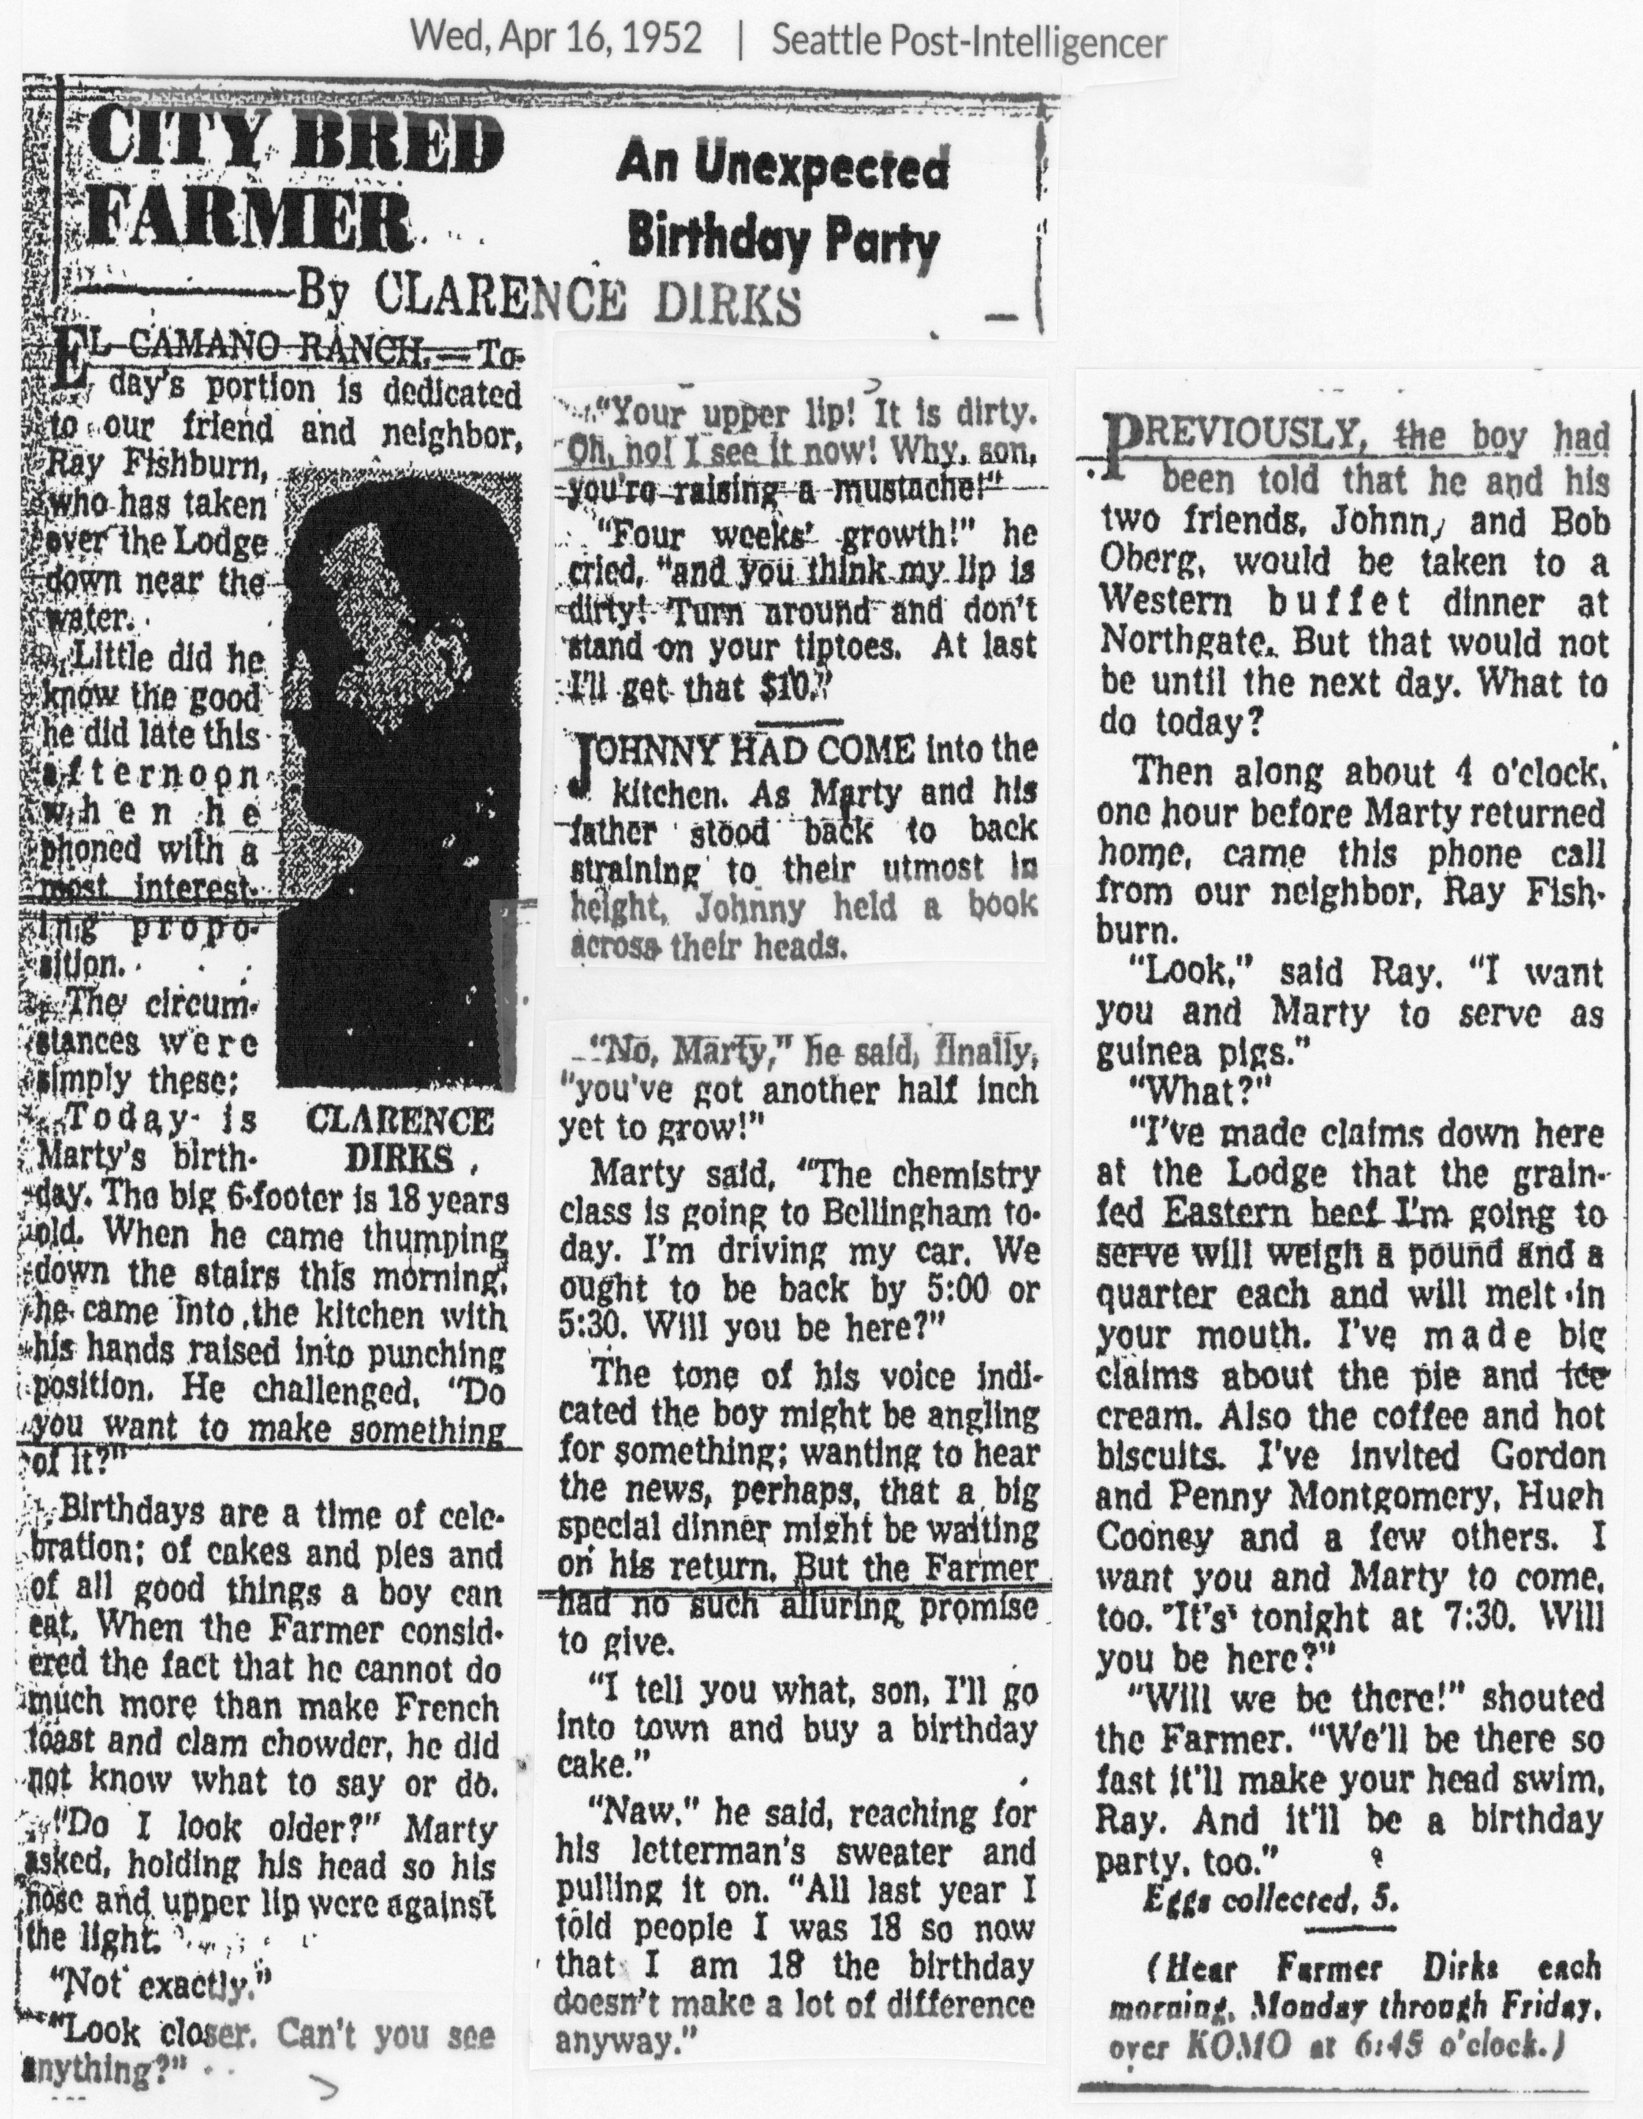 Wed, Apr 16, 1952 | Seattle Post-Intelligencer
CITY BRED
FARMER
An Unexpected
Birthday Party
By CLARENCE DIRKS
EL CAMANO RANCH.—To-
day's portion is dedicated
to our friend and neighbor,
Ray Fishburn,
who has taken
over the Lodge
down near the
water.
Little did he
know the good
he did late this
afternoon
when he
phoned with a
most interest-
ing propo-
sition.
The circum-
stances were
simply these:
Today is
Marty's birth-
CLARENCE
DIRKS
day. The big 6-footer is 18 years
old. When he came thumping
down the stairs this morning,
he came into the kitchen with
his hands raised into punching
position. He challenged, "Do
you want to make something
of it?"
Birthdays are a time of cele-
bration; of cakes and pies and
of all good things a boy can
eat. When the Farmer consid-
ered the fact that he cannot do
much more than make French
toast and clam chowder, he did
not know what to say or do.
"Do I look older?" Marty
asked, holding his head so his
nose and upper lip were against
the light.
"Not exactly."
"Look closer. Can't you see
anything?"
"Your upper lip! It is dirty.
Oh, no! I see it now! Why, son,
you're raising a mustache!"
"Four weeks' growth!" he
cried, "and you think my lip is
dirty! Turn around and don't
stand on your tiptoes. At last
I'll get that $10."
JOHNNY HAD COME into the
kitchen. As Marty and his
father stood back to back
straining to their utmost in
height, Johnny held a book
across their heads.
"No, Marty," he said, finally,
"you've got another half inch
yet to grow!"
Marty said, "The chemistry
class is going to Bellingham to-
day. I'm driving my car. We
ought to be back by 5:00 or
5:30. Will you be here?"
The tone of his voice indi-
cated the boy might be angling
for something; wanting to hear
the news, perhaps, that a big
special dinner might be waiting
on his return. But the Farmer
had no such alluring promise
to give.
"I tell you what, son, I'll go
into town and buy a birthday
cake."
"Naw," he said, reaching for
his letterman's sweater and
pulling it on. "All last year I
told people I was 18 so now
that I am 18 the birthday
doesn't make a lot of difference
anyway."
PREVIOUSLY, the boy had
been told that he and his
two friends, Johnny and Bob
Oberg, would be taken to a
Western buffet dinner at
Northgate. But that would not
be until the next day. What to
do today?
Then along about 4 o'clock,
one hour before Marty returned
home, came this phone call
from our neighbor, Ray Fish-
burn.
"Look," said Ray. "I want
you and Marty to serve as
guinea pigs."
"What?"
"I've made claims down here
at the Lodge that the grain-
fed Eastern beef I'm going to
serve will weigh a pound and a
quarter each and will melt in
your mouth. I've made big
claims about the pie and ice
cream. Also the coffee and hot
biscuits. I've invited Gordon
and Penny Montgomery, Hugh
Cooney and a few others. I
want you and Marty to come,
too. It's tonight at 7:30. Will
you be here?"
"Will we be there!" shouted
the Farmer. "We'll be there so
fast it'll make your head swim,
Ray. And it'll be a birthday
party, too."
Eggs collected, 5.
(Hear Farmer Dirks each
morning, Monday through Friday,
over KOMO at 6:45 o'clock.)